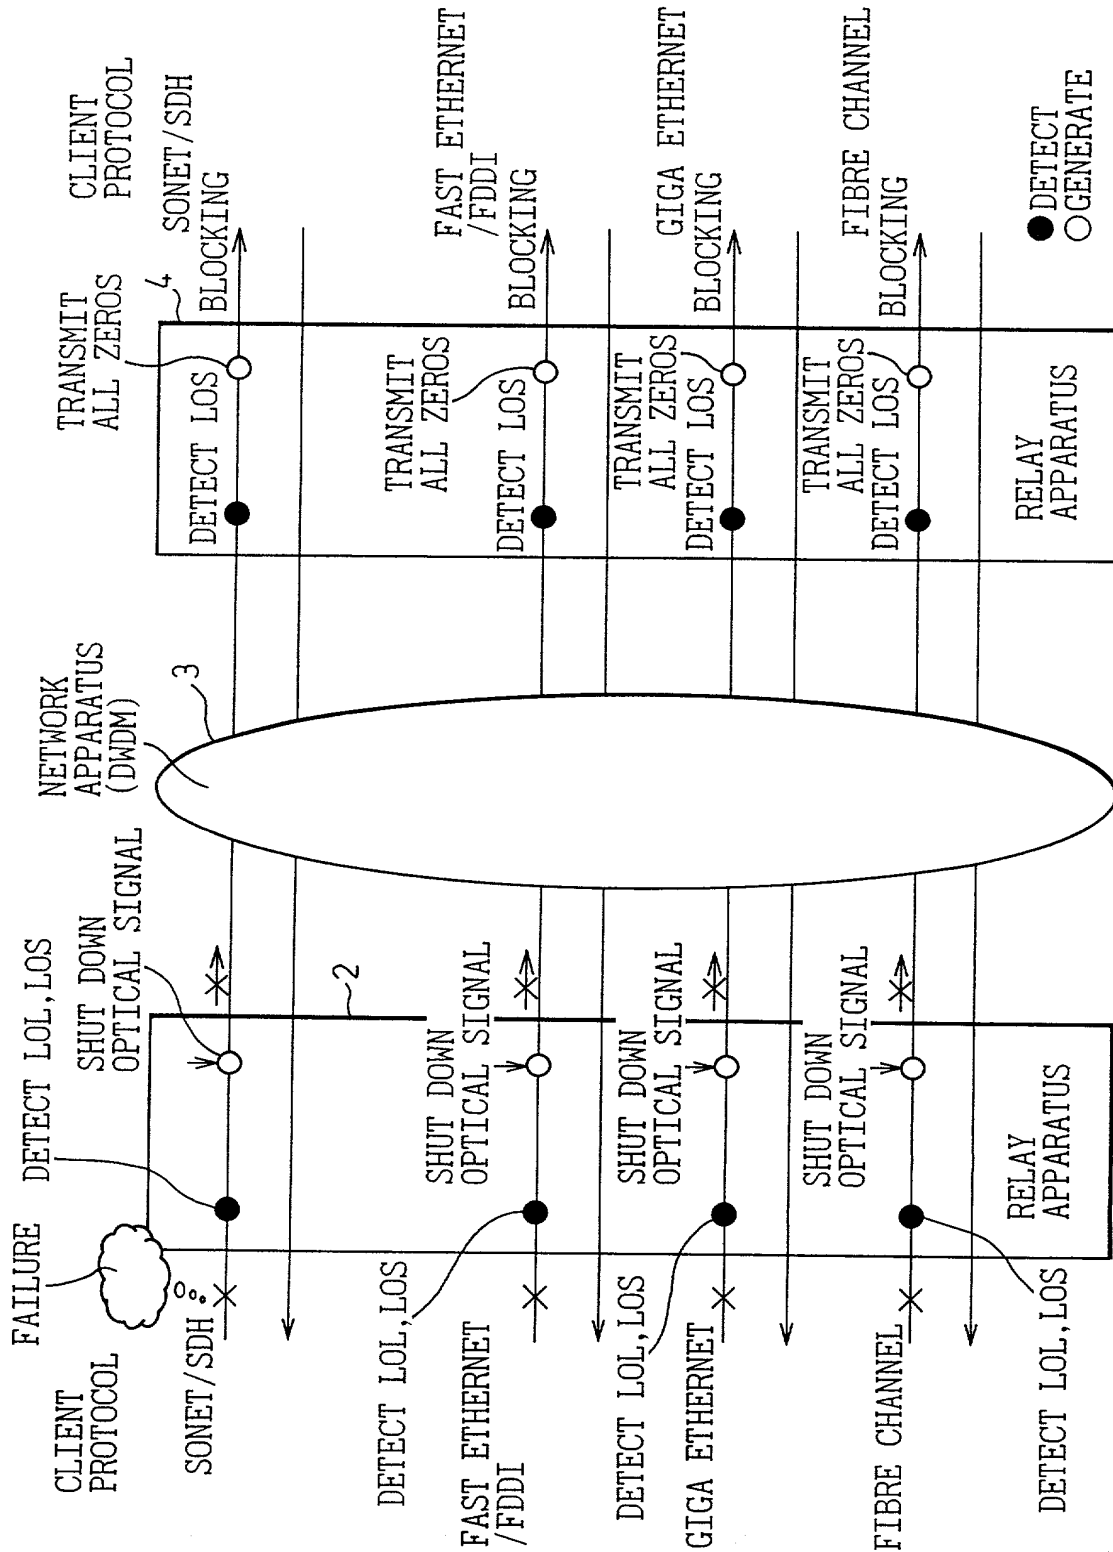 CLIENT
PROTOCOL
FAILURE
DETECT LOL,LOS
SHUT DOWN
OPTICAL SIGNAL
NETWORK
APPARATUS
(DWDM)
3
TRANSMIT
ALL ZEROS
4
CLIENT
PROTOCOL
SONET/SDH
2
DETECT LOS
BLOCKING
SONET/SDH
DETECT LOL,LOS
FAST ETHERNET
/FDDI
SHUT DOWN
OPTICAL SIGNAL
TRANSMIT
ALL ZEROS
DETECT LOS
BLOCKING
FAST ETHERNET
/FDDI
DETECT LOL,LOS
GIGA ETHERNET
SHUT DOWN
OPTICAL SIGNAL
TRANSMIT
ALL ZEROS
DETECT LOS
BLOCKING
GIGA ETHERNET
FIBRE CHANNEL
SHUT DOWN
OPTICAL SIGNAL
TRANSMIT
ALL ZEROS
DETECT LOS
BLOCKING
FIBRE CHANNEL
DETECT LOL,LOS
RELAY
APPARATUS
RELAY
APPARATUS
DETECT
GENERATE